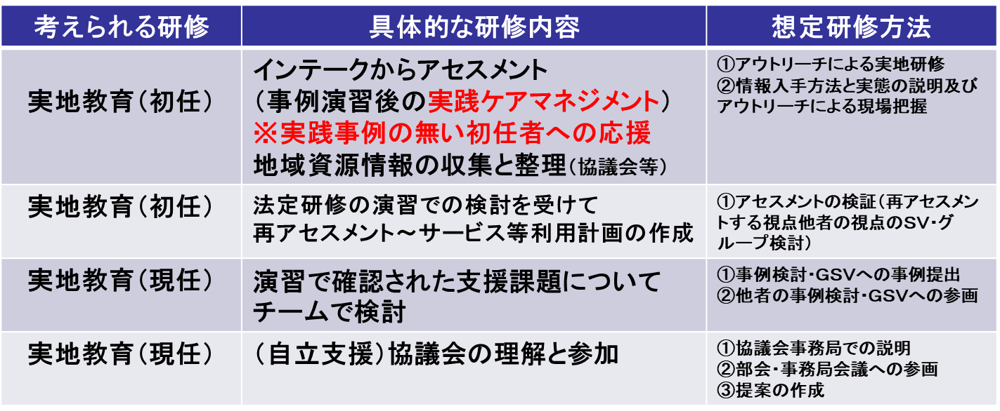 考えられる研修
具体的な研修内容
想定研修方法
実地教育（初任）
インテークからアセスメント
（事例演習後の実践ケアマネジメント）
※実践事例の無い初任者への応援
地域資源情報の収集と整理（協議会等）
①アウトリーチによる実地研修
②情報入手方法と実態の説明及び
アウトリーチによる現場把握
実地教育（初任）
法定研修の演習での検討を受けて
再アセスメント～サービス等利用計画の作成
①アセスメントの検証（再アセスメン
トする視点他者の視点のSV・グ
ループ検討）
実地教育（現任）
演習で確認された支援課題について
チームで検討
①事例検討・GSVへの事例提出
②他者の事例検討・GSVへの参画
実地教育（現任）
（自立支援）協議会の理解と参加
①協議会事務局での説明
②部会・事務局会議への参画
③提案の作成